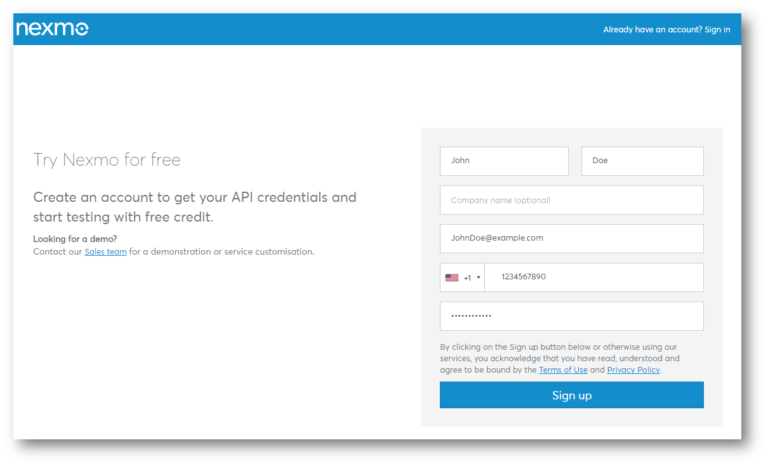 nexmo
Already have an account? Sign in
Try Nexmo for free
Create an account to get your API credentials and
start testing with free credit.
Looking for a demo?
Contact our Sales team for a demonstration or service customisation.
John
Doe
Company name (optional)
JohnDoe@example.com
+1
1234567890
••••••••••••
By clicking on the Sign up button below or otherwise using our
services, you acknowledge that you have read, understood and
agree to be bound by the Terms of Use and Privacy Policy.
Sign up